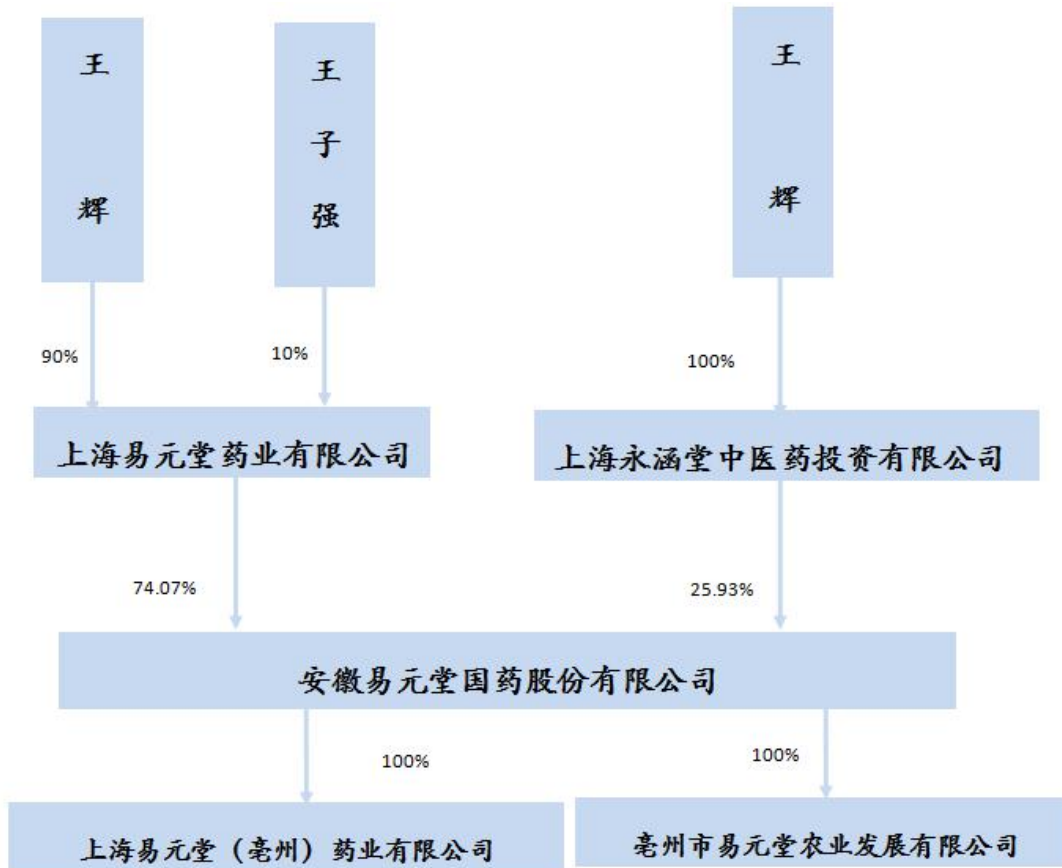 王辉
王子强
王辉
90%
10%
100%
上海易元堂药业有限公司
上海永涵堂中医药投资有限公司
74.07%
25.93%
安徽易元堂国药股份有限公司
100%
100%
上海易元堂（亳州）药业有限公司
亳州市易元堂农业发展有限公司